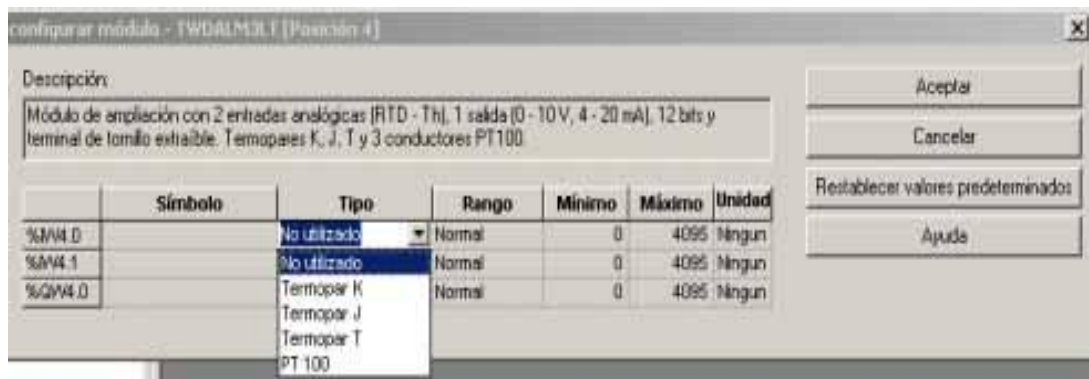 configurar módulo - TWDALM3LT [Posición 4]
Descripción:
Módulo de ampliación con 2 entradas analógicas (RTD - Th), 1 salida (0 - 10 V, 4 - 20 mA), 12 bits y
terminal de tornillo extraíble. Termopares K, J, T y 3 conductores PT100.
Aceptar
Cancelar
Restablecer valores predeterminados
Ayuda
Símbolo Tipo Rango Mínimo Máximo Unidad
%IW4.0 No utilizado Normal 0 4095 Ningun
%IW4.1 No utilizado Normal 0 4095 Ningun
%QW4.0 Termopar K Normal 0 4095 Ningun
Termopar J
Termopar T
PT 100